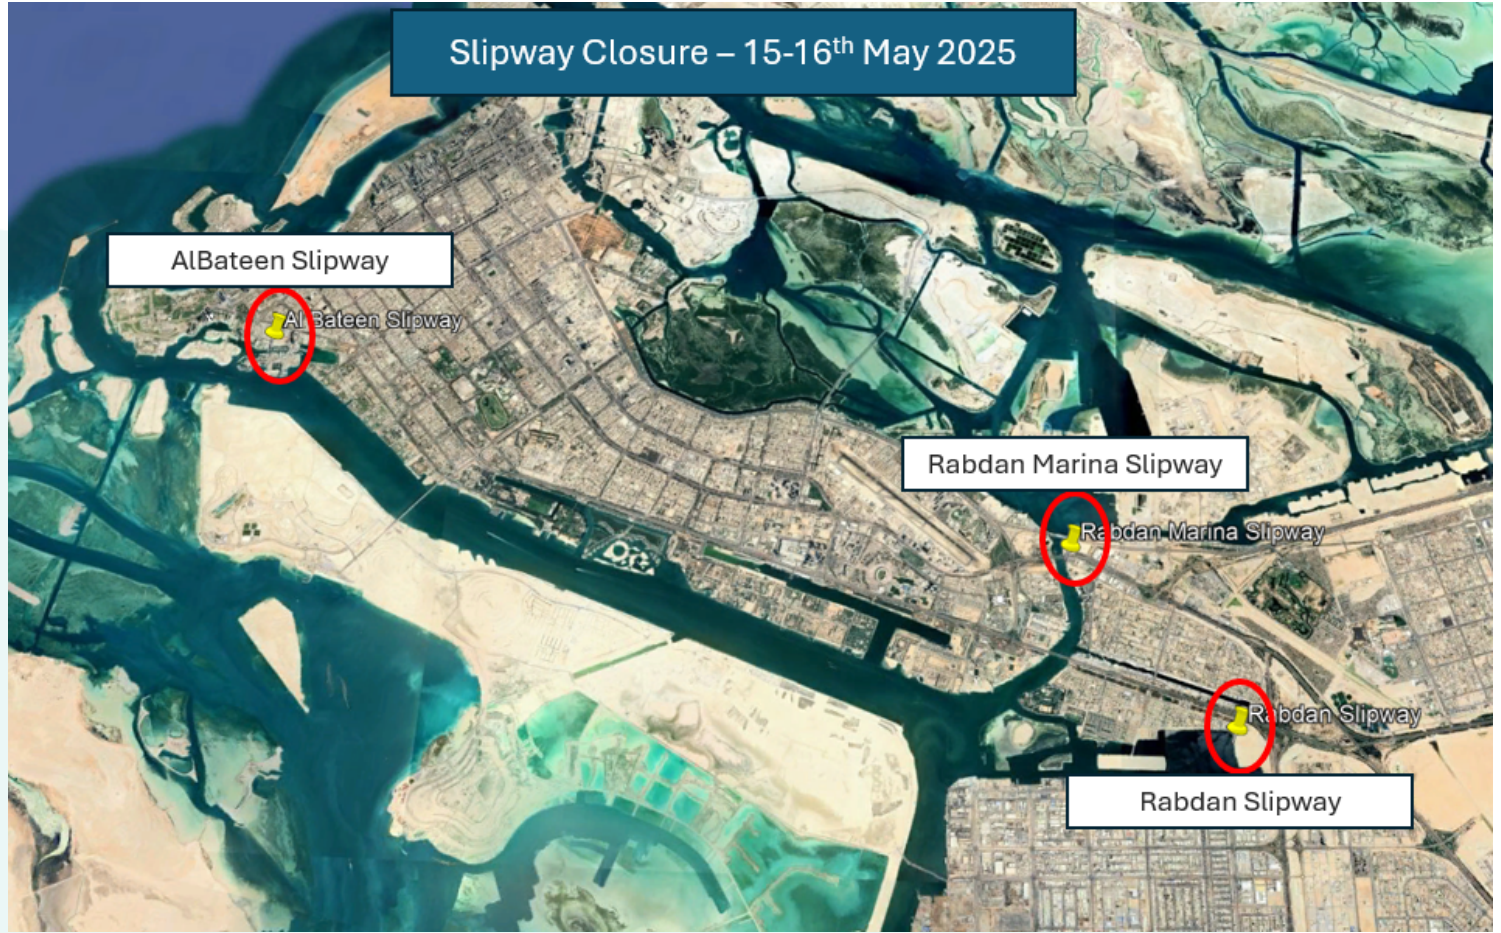 Slipway Closure – 15-16th May 2025
AlBateen Slipway
Al Bateen Slipway
Rabdan Marina Slipway
Rabdan Marina Slipway
Rabdan Slipway
Rabdan Slipway